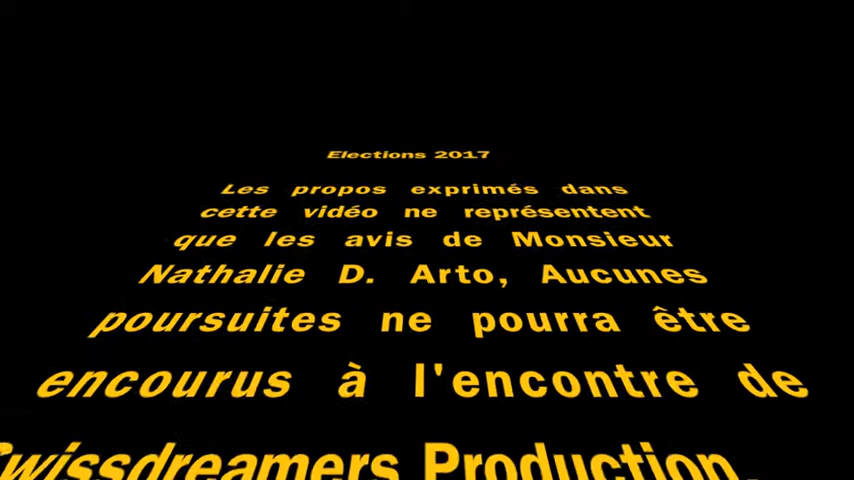 Elections 2017
Les propos exprimés dans
cette vidéo ne représentent
que les avis de Monsieur
Nathalie D. Arto, Aucunes
poursuites ne pourra être
encourus à l'encontre de
Swissdreamers Production.